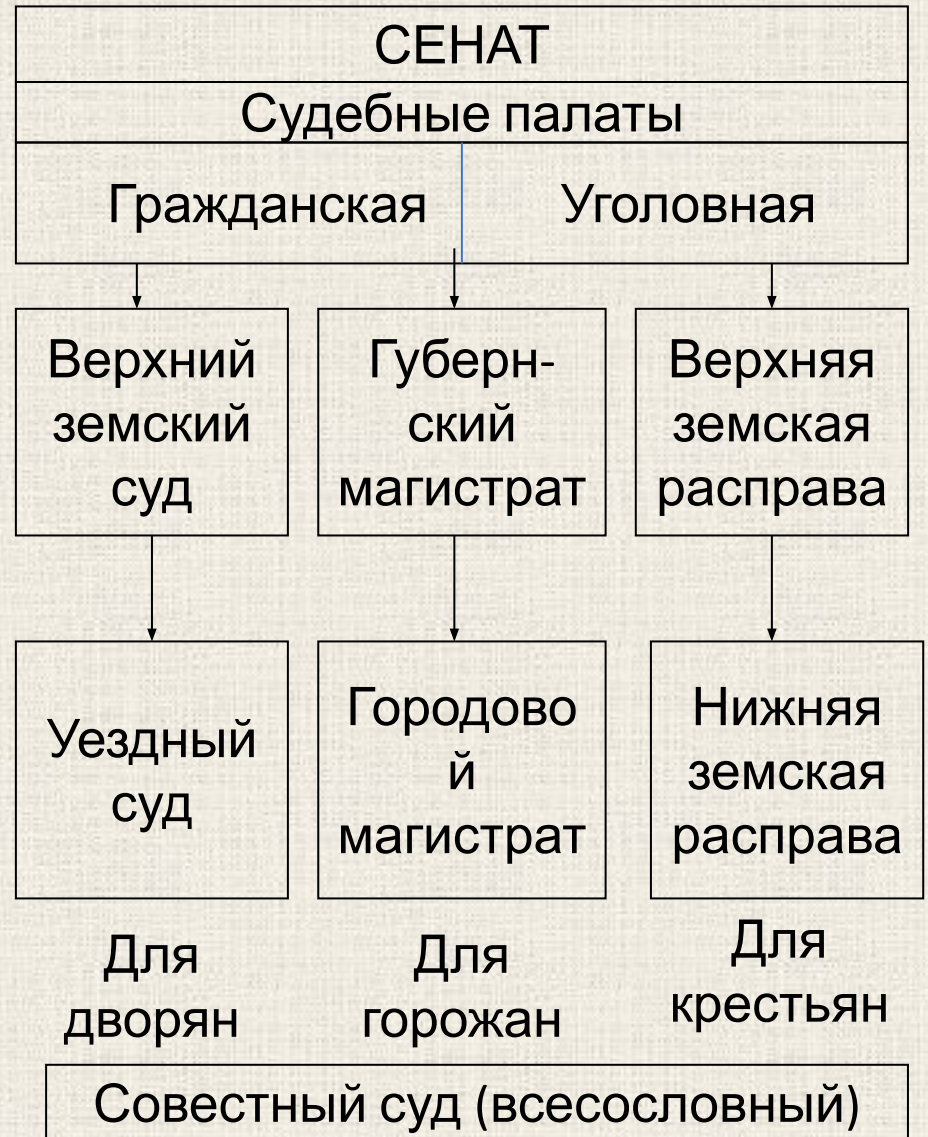 СЕНАТ
Судебные палаты
Гражданская
Уголовная
Верхний
земский
суд
Губерн-
ский
магистрат
Верхняя
земская
расправа
Уездный
суд
Городово
й
магистрат
Нижняя
земская
расправа
Для
дворян
Для
горожан
Для
крестьян
Совестный суд (всесословный)